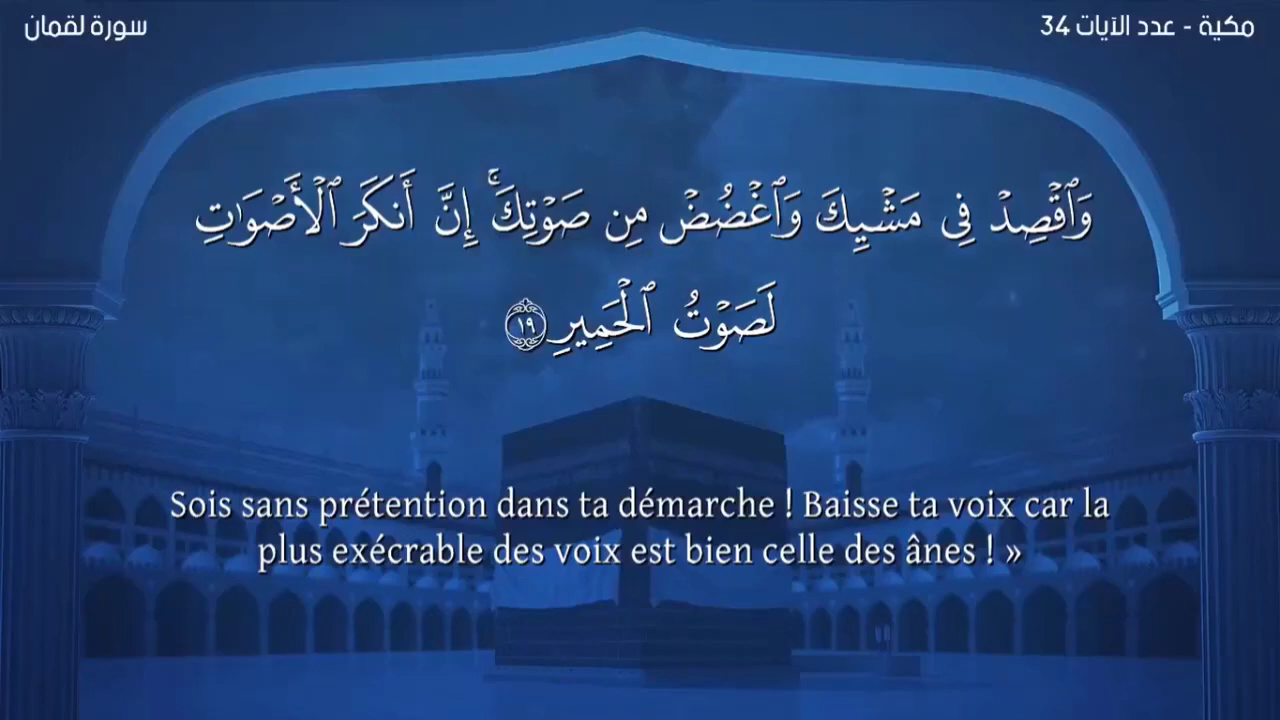 سورة لقمان
مكية - عدد الآيات 34
وَٱقْصِدْ فِى مَشْيِكَ وَٱغْضُضْ مِن صَوْتِكَ ۚ إِنَّ أَنكَرَ ٱلْأَصْوَٰتِ
لَصَوْتُ ٱلْحَمِيرِ ١٩
Sois sans prétention dans ta démarche ! Baisse ta voix car la
plus exécrable des voix est bien celle des ânes ! »